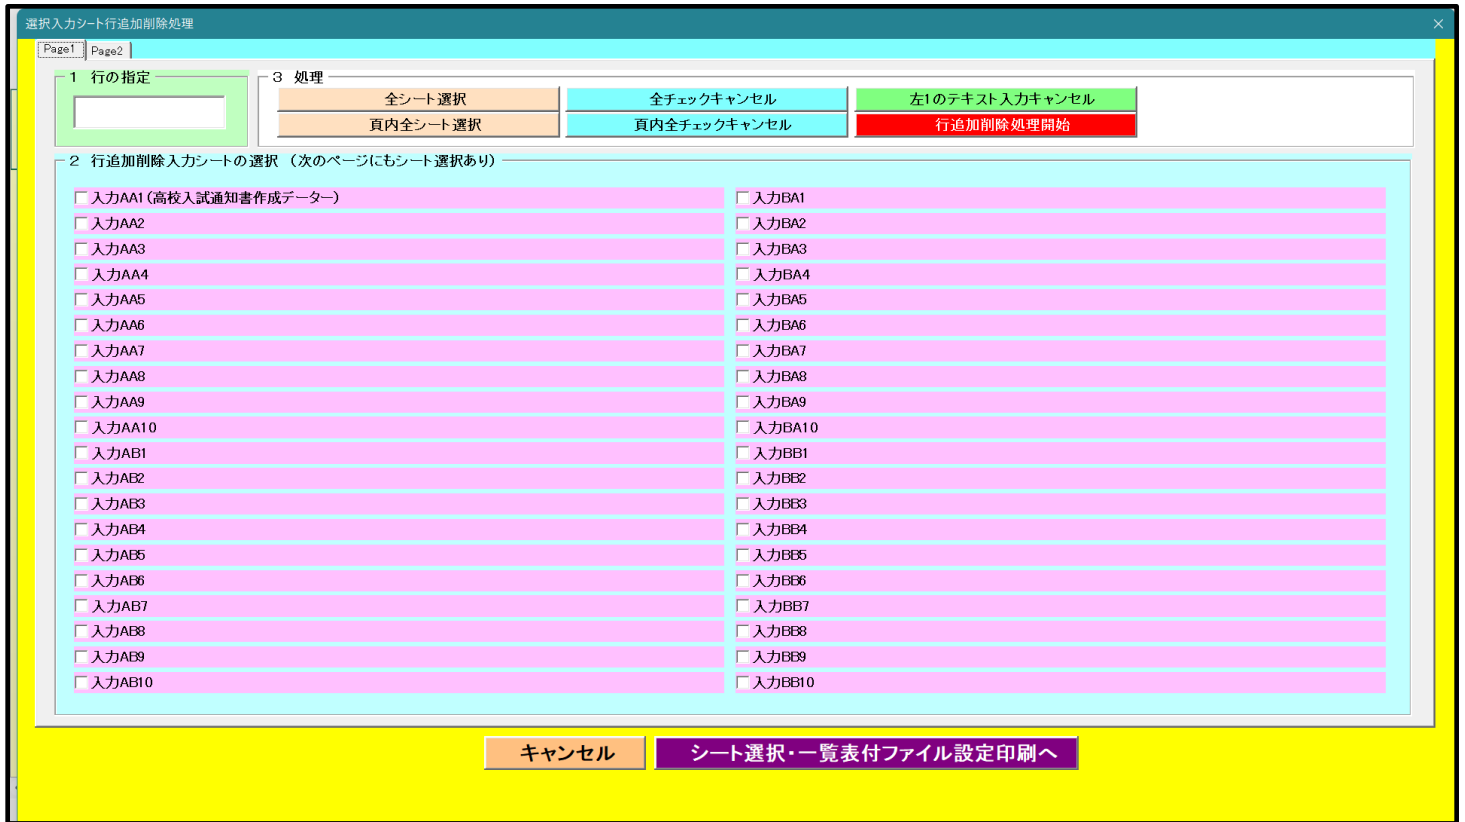 選択入力シート行追加削除処理
Page1 Page2
1 行の指定
3 処理
全シート選択 全チェックキャンセル 左1のテキスト入力キャンセル
頁内全シート選択 頁内全チェックキャンセル 行追加削除処理開始
2 行追加削除入力シートの選択 (次のページにもシート選択あり)
入力AA1(高校入試通知書作成データー) 入力BA1
入力AA2 入力BA2
入力AA3 入力BA3
入力AA4 入力BA4
入力AA5 入力BA5
入力AA6 入力BA6
入力AA7 入力BA7
入力AA8 入力BA8
入力AA9 入力BA9
入力AA10 入力BA10
入力AB1 入力BB1
入力AB2 入力BB2
入力AB3 入力BB3
入力AB4 入力BB4
入力AB5 入力BB5
入力AB6 入力BB6
入力AB7 入力BB7
入力AB8 入力BB8
入力AB9 入力BB9
入力AB10 入力BB10
キャンセル シート選択・一覧表付ファイル設定印刷へ